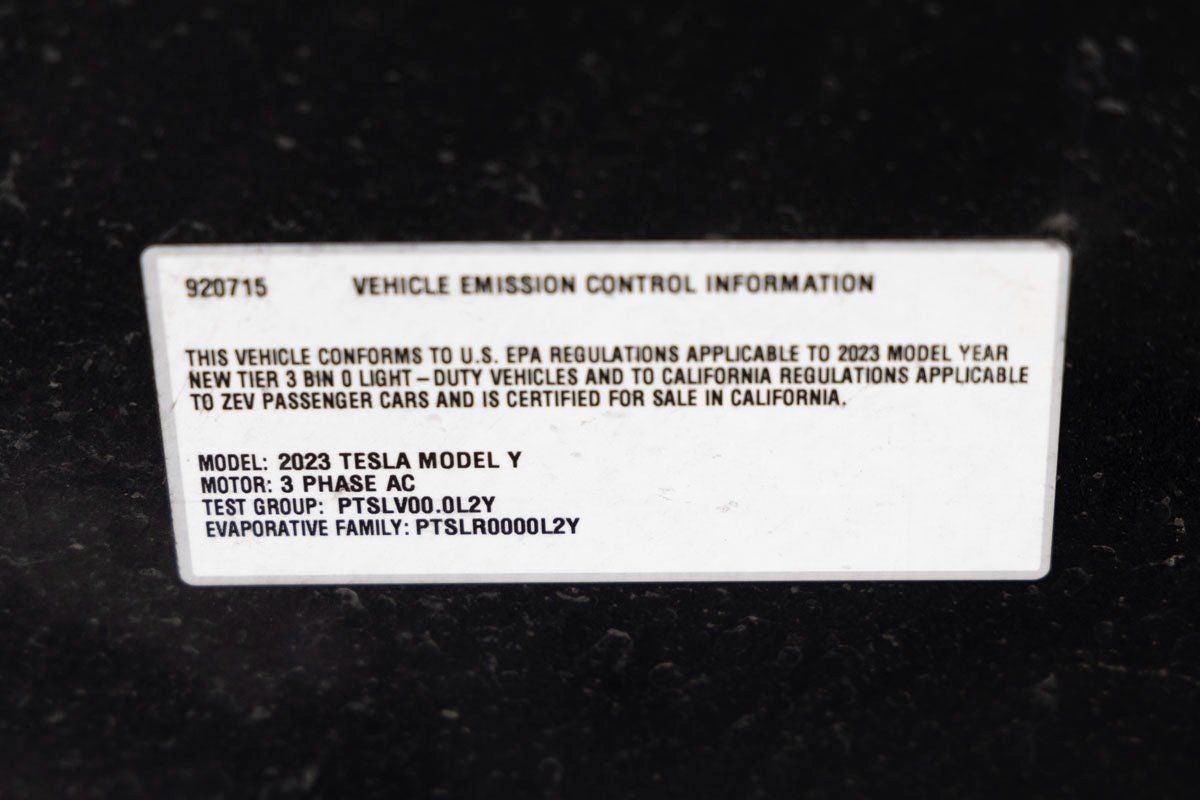 920715 VEHICLE EMISSION CONTROL INFORMATION
THIS VEHICLE CONFORMS TO U.S. EPA REGULATIONS APPLICABLE TO 2023 MODEL YEAR
NEW TIER 3 BIN 0 LIGHT – DUTY VEHICLES AND TO CALIFORNIA REGULATIONS APPLICABLE
TO ZEV PASSENGER CARS AND IS CERTIFIED FOR SALE IN CALIFORNIA.
MODEL: 2023 TESLA MODEL Y
MOTOR: 3 PHASE AC
TEST GROUP: PTSLV00.0L2Y
EVAPORATIVE FAMILY: PTSLR0000L2Y